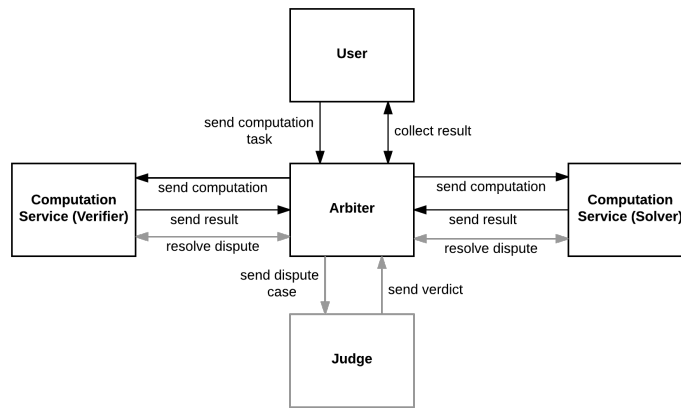 User
send computation
task
collect result
Computation
Service (Verifier)
send computation
send result
resolve dispute
Arbiter
send computation
send result
resolve dispute
Computation
Service (Solver)
send dispute
case
send verdict
Judge